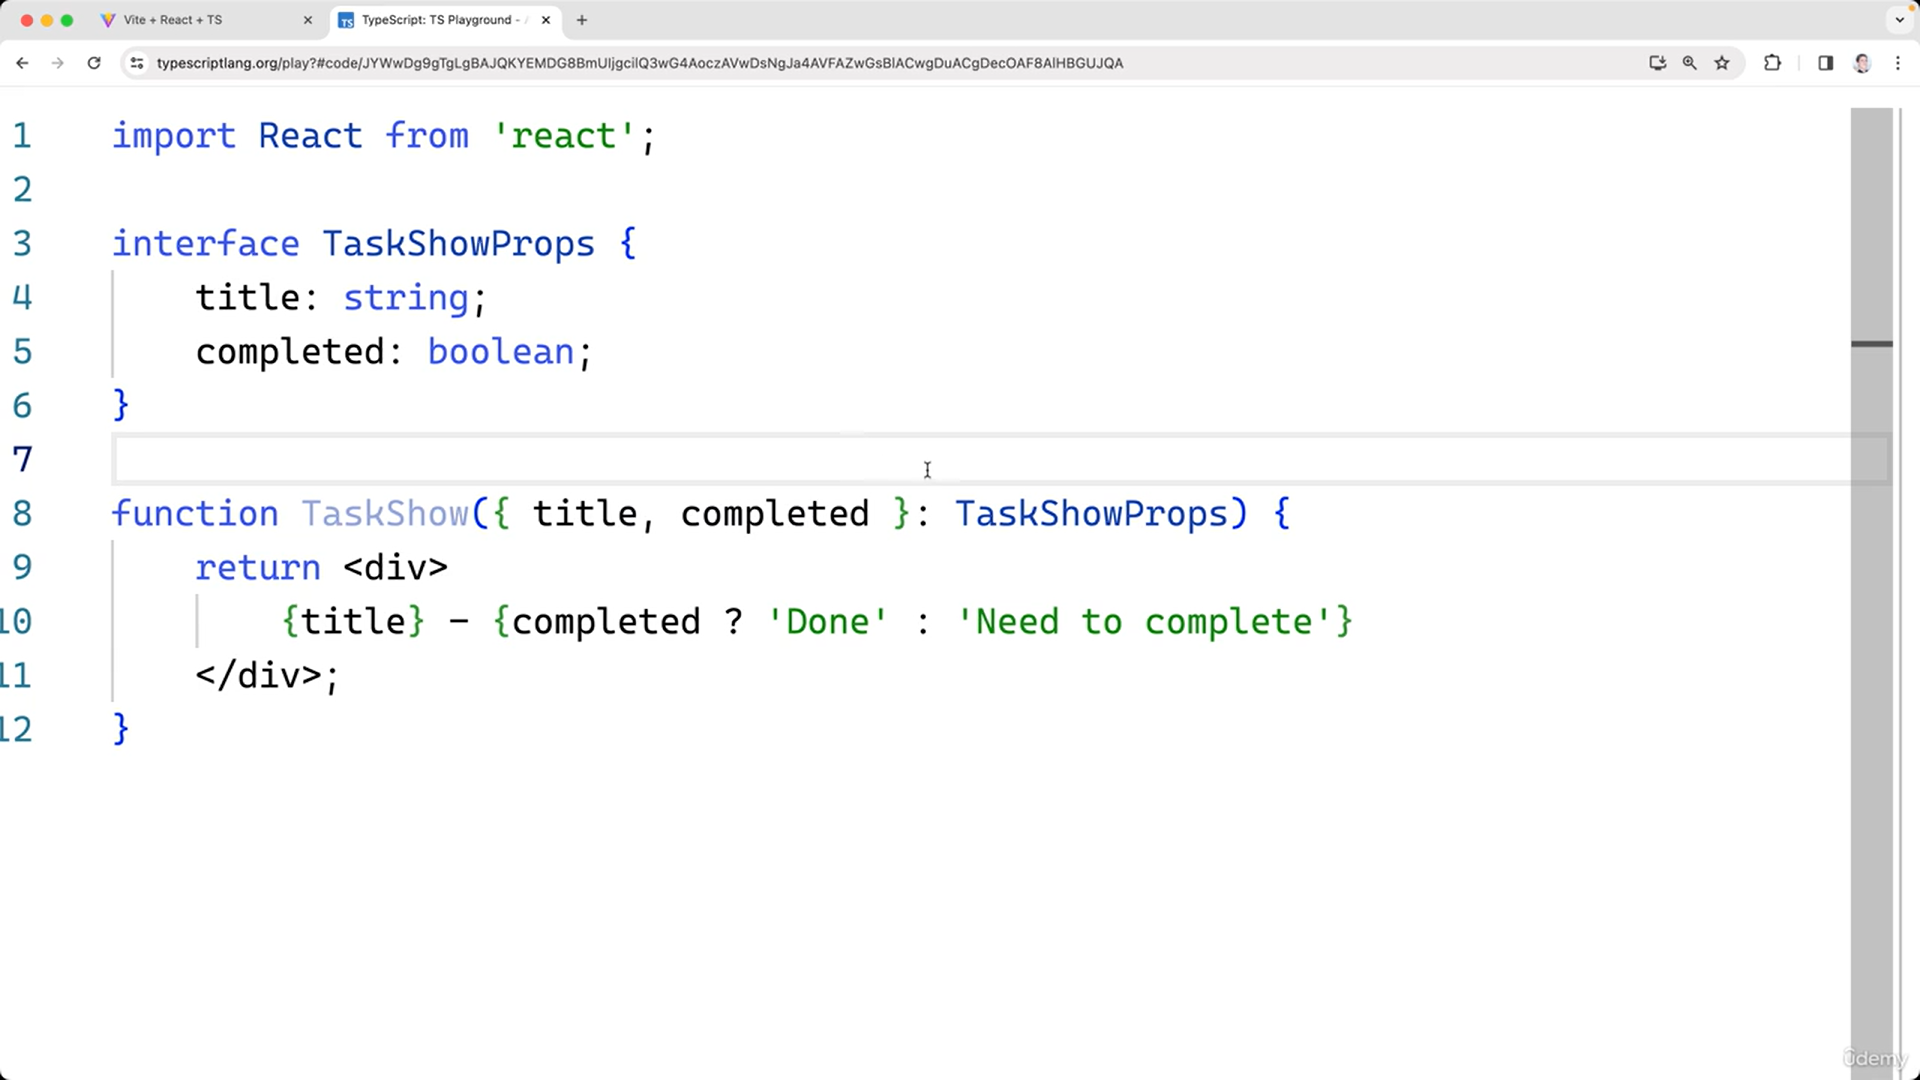 Vite + React + TS
TypeScript: TS Playground -
typescriptlang.org/play?#code/JYWwDg9gTgLgBAJQKYEMDG8BmUIjgcilQ3wG4AoczAVwDsNgJa4AVFAZwGsBlACwgDuACgDecOAF8AlHBGUJQA
1 import React from 'react';
2
3 interface TaskShowProps {
4 title: string;
5 completed: boolean;
6 }
7
8 function TaskShow({ title, completed }: TaskShowProps) {
9 return <div>
10 {title} - {completed ? 'Done' : 'Need to complete'}
11 </div>;
12 }
ûdemy